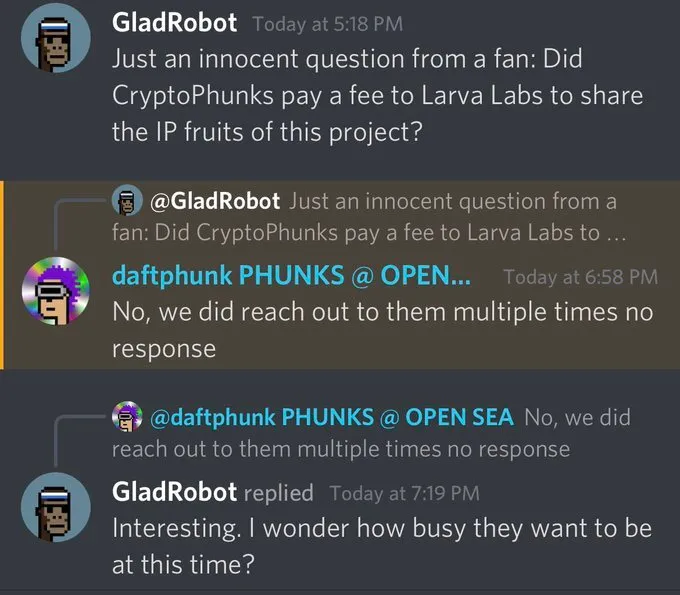 GladRobot Today at 5:18 PM
Just an innocent question from a fan: Did
CryptoPhunks pay a fee to Larva Labs to share
the IP fruits of this project?
@GladRobot Just an innocent question from a
fan: Did CryptoPhunks pay a fee to Larva Labs to ...
daftphunk PHUNKS @ OPEN... Today at 6:58 PM
No, we did reach out to them multiple times no
response
@daftphunk PHUNKS @ OPEN SEA No, we did
reach out to them multiple times no response
GladRobot replied Today at 7:19 PM
Interesting. I wonder how busy they want to be
at this time?